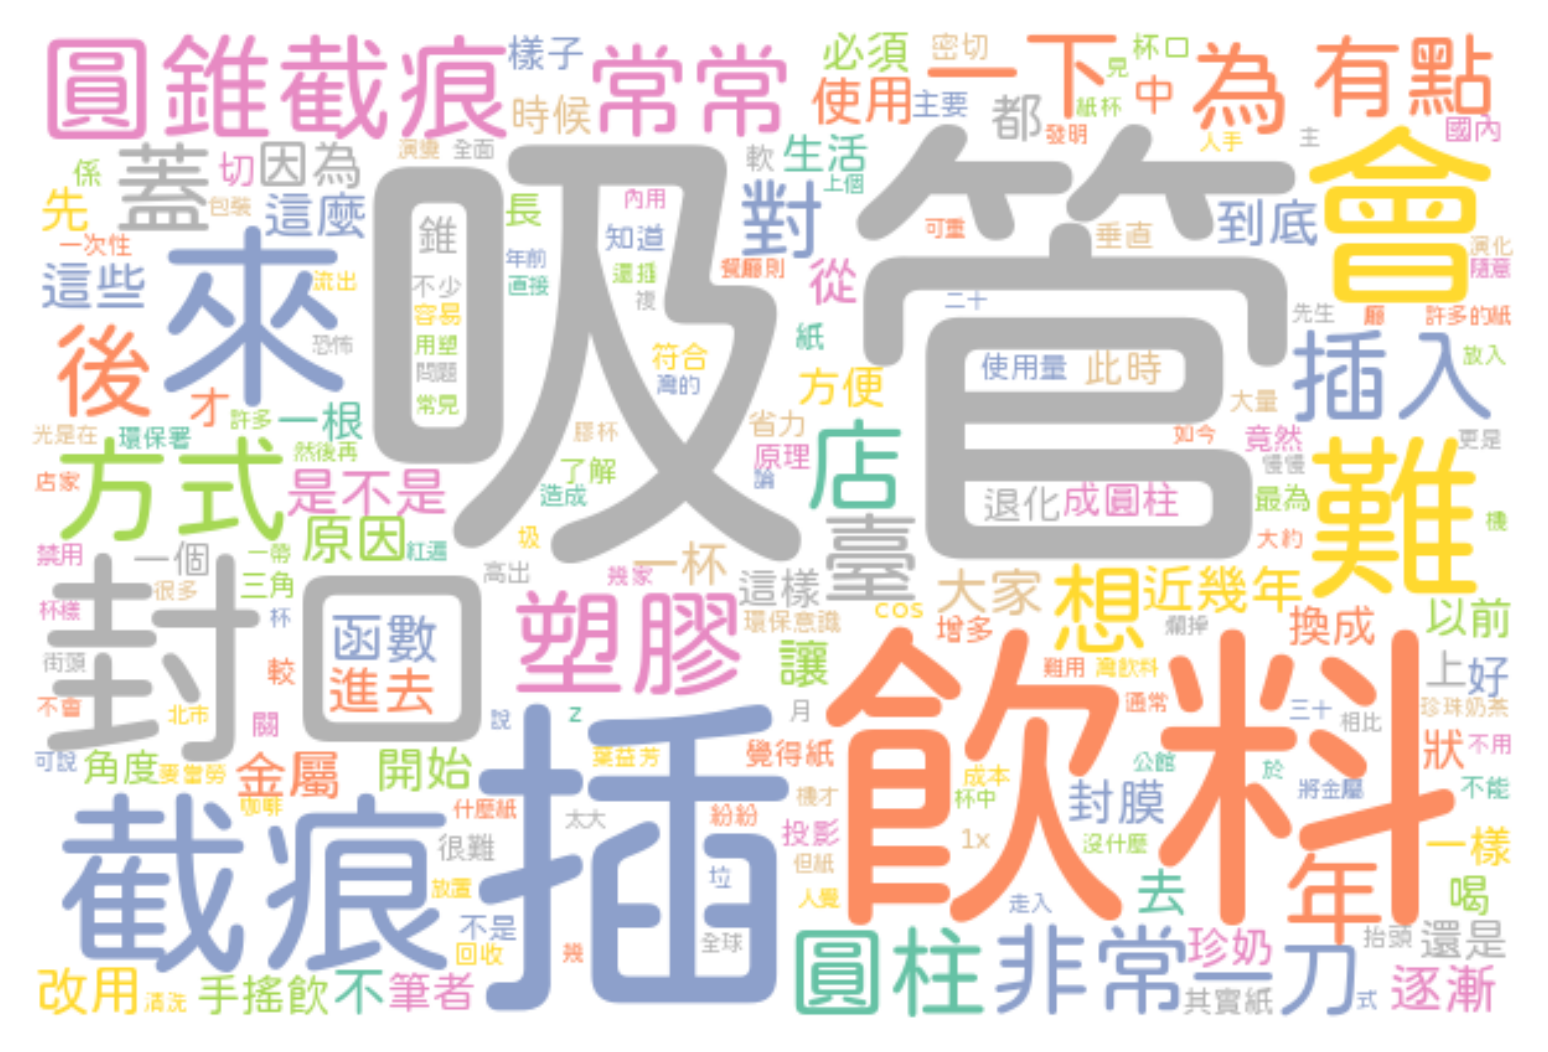 圓錐截痕
樣子
常常
時候
必須
密切
一下
見
杯口
為
有點
使用
主要
都
紙杯
中
發明
人手
主
國內
係
蓋
切
因為
演變
全面
軟
生活
上個
會
先
包裝
這麼
吸管
錐
長
內用
對
可重
垂直
到底
演化
一次性
來
年前
知道
隨意
這些
流出
不少
直接
還插
複
餐廳則
從
二十
先生
廳
許多的紙
後
恐怖
容易
用塑
問題
常見
符合
灣的
紙
方便
使用量
此時
插入
放入
才
許多
一根
大量
光是在
環保署
然後再
膠杯
省力
店
如今
竟然
更是
店家
方式
是不是
了解
原理
論
慢慢
難
造成
退化
成圓柱
最為
機
原因
紅遍
圾
臺
大約
禁用
一個
一帶
一杯
很多
三角
高出
幾家
這樣
大家
想
近幾年
杯樣
封口
杯
函數
塑膠
環保意識
cos
增多
爛掉
換成
以前
街頭
較
進去
讓
飲料
難用
灣飲料
上
好
不會
北市
關
說
z
月
通常
三十
相比
珍珠奶茶
可說
角度
麥當勞
金屬
開始
插
葉益芳
覺得紙
公館
狀
不用
成本
於
咖啡
什麼紙
機才
杯中
封膜
將金屬
不能
截痕
太大
紛紛
投影
1x
沒什麼
一樣
很難
但紙
放置
垃
人覺
走入
去
年
喝
不是
全球
抬頭
還是
回收
幾
圓柱
非常
珍奶
一刀
改用
清洗
手搖飲
不
筆者
其實紙
式
逐漸